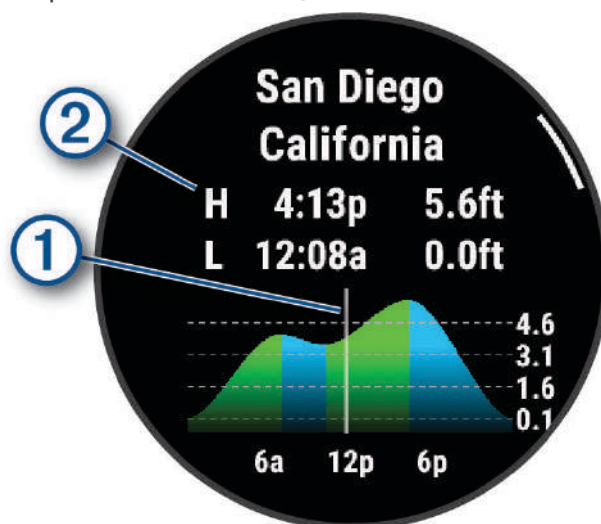 San Diego
California
2
H 4:13p 5.6ft
1
L 12:08a 0.0ft
4.6
3.1
1.6
0.1
6a 12p 6p